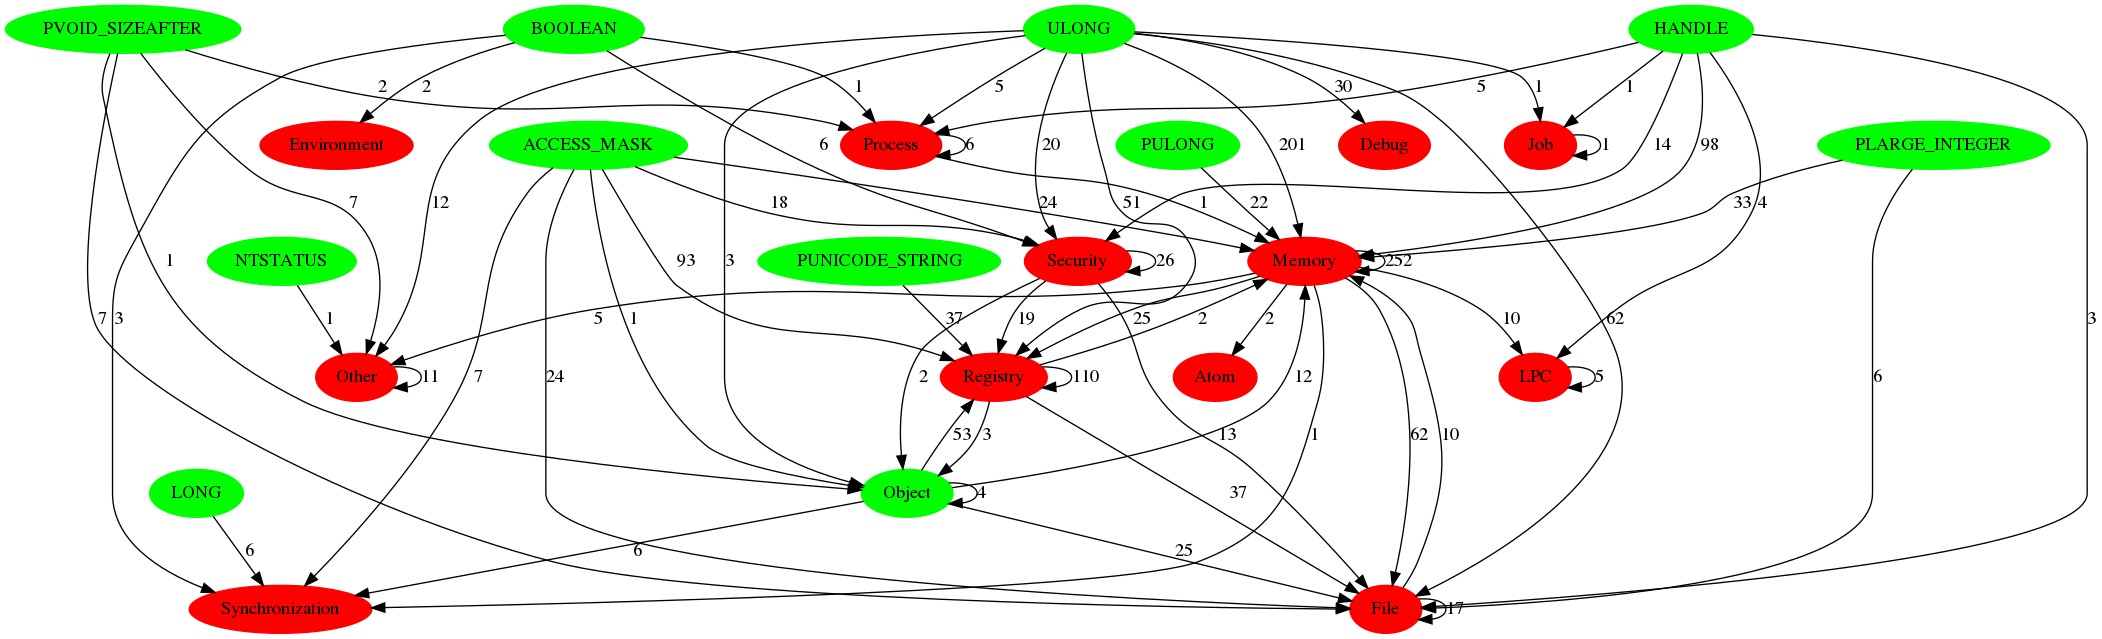 PVOID_SIZEAFTER
BOOLEAN
ULONG
HANDLE
2
2
1
5
30
5
1
1
Environment
ACCESS_MASK
Process
6
PULONG
Debug
Job
1
PLARGE_INTEGER
6
20
201
14
98
7
12
18
24
51
1
22
33
4
1
NTSTATUS
93
PUNICODE_STRING
3
Security
26
Memory
252
7
3
1
5
1
37
19
25
2
2
10
62
3
Other
11
7
24
2
Registry
110
Atom
12
LPC
5
6
53
3
13
1
62
10
LONG
Object
4
37
6
6
25
Synchronization
File
17